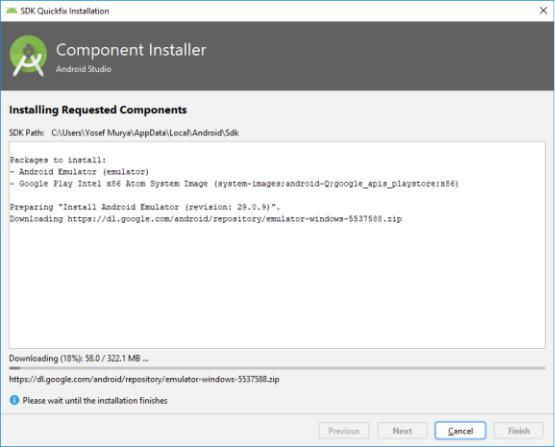 SDK Quickfix Installation
Component Installer
Android Studio
Installing Requested Components
SDK Path: C:\Users\Yosef Murya\AppData\Local\Android\Sdk
Packages to install:
- Android Emulator (emulator)
- Google Play Intel x86 Atom System Image (system-images;android-Q;google_apis_playstore;x86)
Preparing "Install Android Emulator (revision: 29.0.9)".
Downloading https://dl.google.com/android/repository/emulator-windows-5537588.zip
Downloading (18%): 58.0 / 322.1 MB ...
https://dl.google.com/android/repository/emulator-windows-5537588.zip
Please wait until the installation finishes
Previous Next Cancel Finish